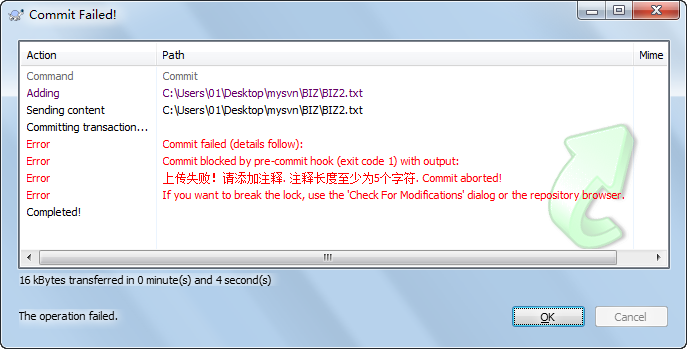 Commit Failed!
Action Path Mime
Command Commit
Adding C:\Users\01\Desktop\mysvn\BIZ\BIZ2.txt
Sending content C:\Users\01\Desktop\mysvn\BIZ\BIZ2.txt
Committing transaction...
Error Commit failed (details follow):
Error Commit blocked by pre-commit hook (exit code 1) with output:
Error 上传失败！请添加注释. 注释长度至少为5个字符. Commit aborted!
Error If you want to break the lock, use the 'Check For Modifications' dialog or the repository browser.
Completed!
16 kBytes transferred in 0 minute(s) and 4 second(s)
The operation failed.
OK Cancel